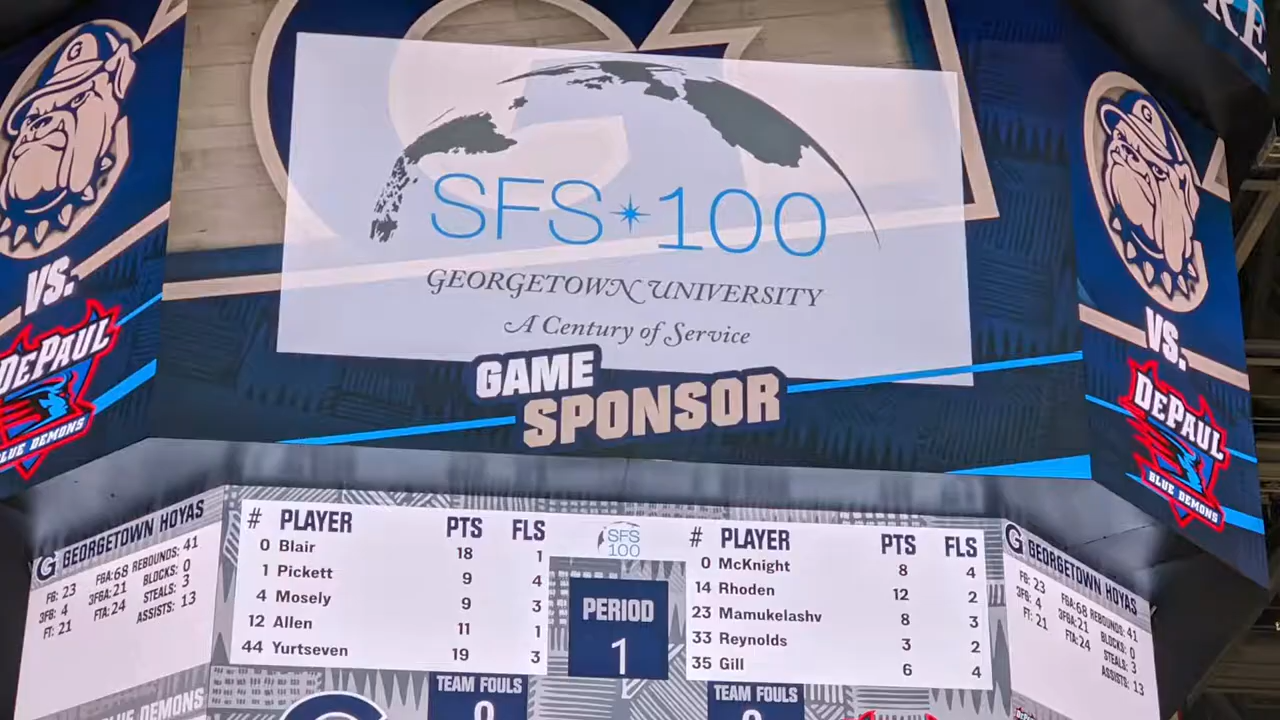 RE
G
G
SFS 100
GEORGETOWN UNIVERSITY
A Century of Service
GAME
SPONSOR
VS.
DEPAUL
BLUE DEMONS
VS.
DEPAUL
BLUE DEMONS
G GEORGETOWN HOYAS
FG: 23 FGA: 68 REBOUNDS: 41
3FG: 4 3FGA: 21 BLOCKS: 0
FT: 21 FTA: 24 STEALS: 3
ASSISTS: 13
BLUE DEMONS
# PLAYER PTS FLS
0 Blair 18 1
1 Pickett 9 4
4 Mosely 9 3
12 Allen 11 1
44 Yurtseven 19 3
SFS
100
PERIOD
1
# PLAYER PTS FLS
0 McKnight 8 4
14 Rhoden 12 2
23 Mamukelashv 8 3
33 Reynolds 3 2
35 Gill 6 4
TEAM FOULS
0
TEAM FOULS
0
G GEORGETOWN HOYAS
FG: 23 FGA: 68 REBOUNDS: 41
3FG: 4 3FGA: 21 BLOCKS: 0
FT: 21 FTA: 24 STEALS: 3
ASSISTS: 13